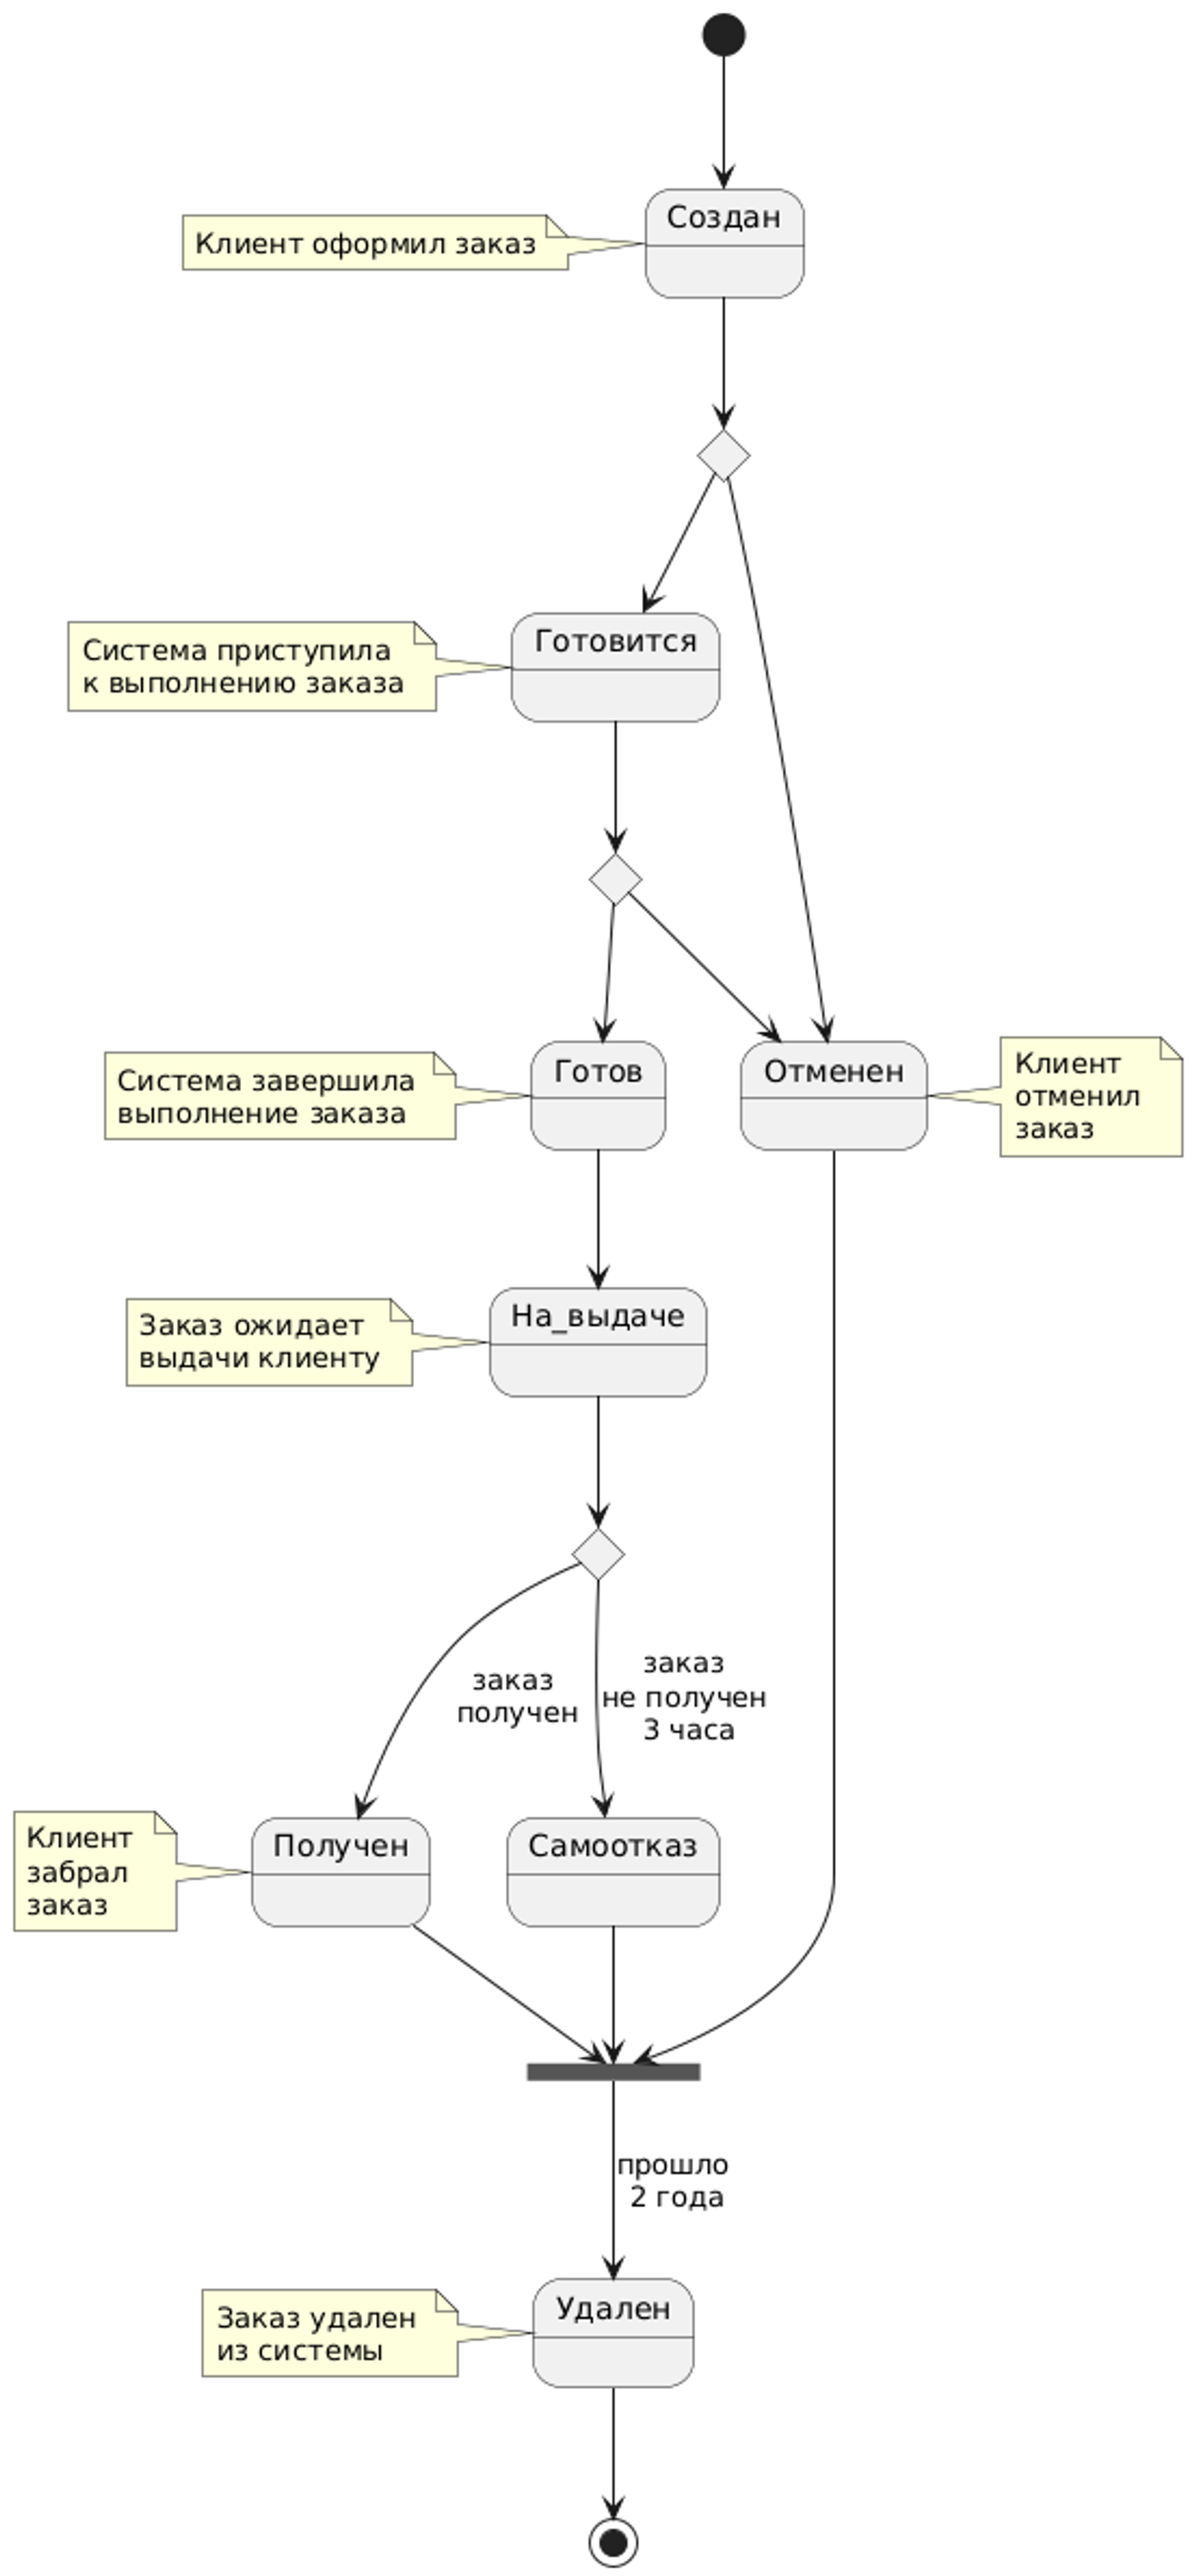 Создан
Клиент оформил заказ
Готовится
Система приступила
к выполнению заказа
Готов
Система завершила
выполнение заказа
Отменен
Клиент
отменил
заказ
На_выдаче
Заказ ожидает
выдачи клиенту
заказ
получен
заказ
не получен
3 часа
Получен
Клиент
забрал
заказ
Самоотказ
прошло
2 года
Удален
Заказ удален
из системы